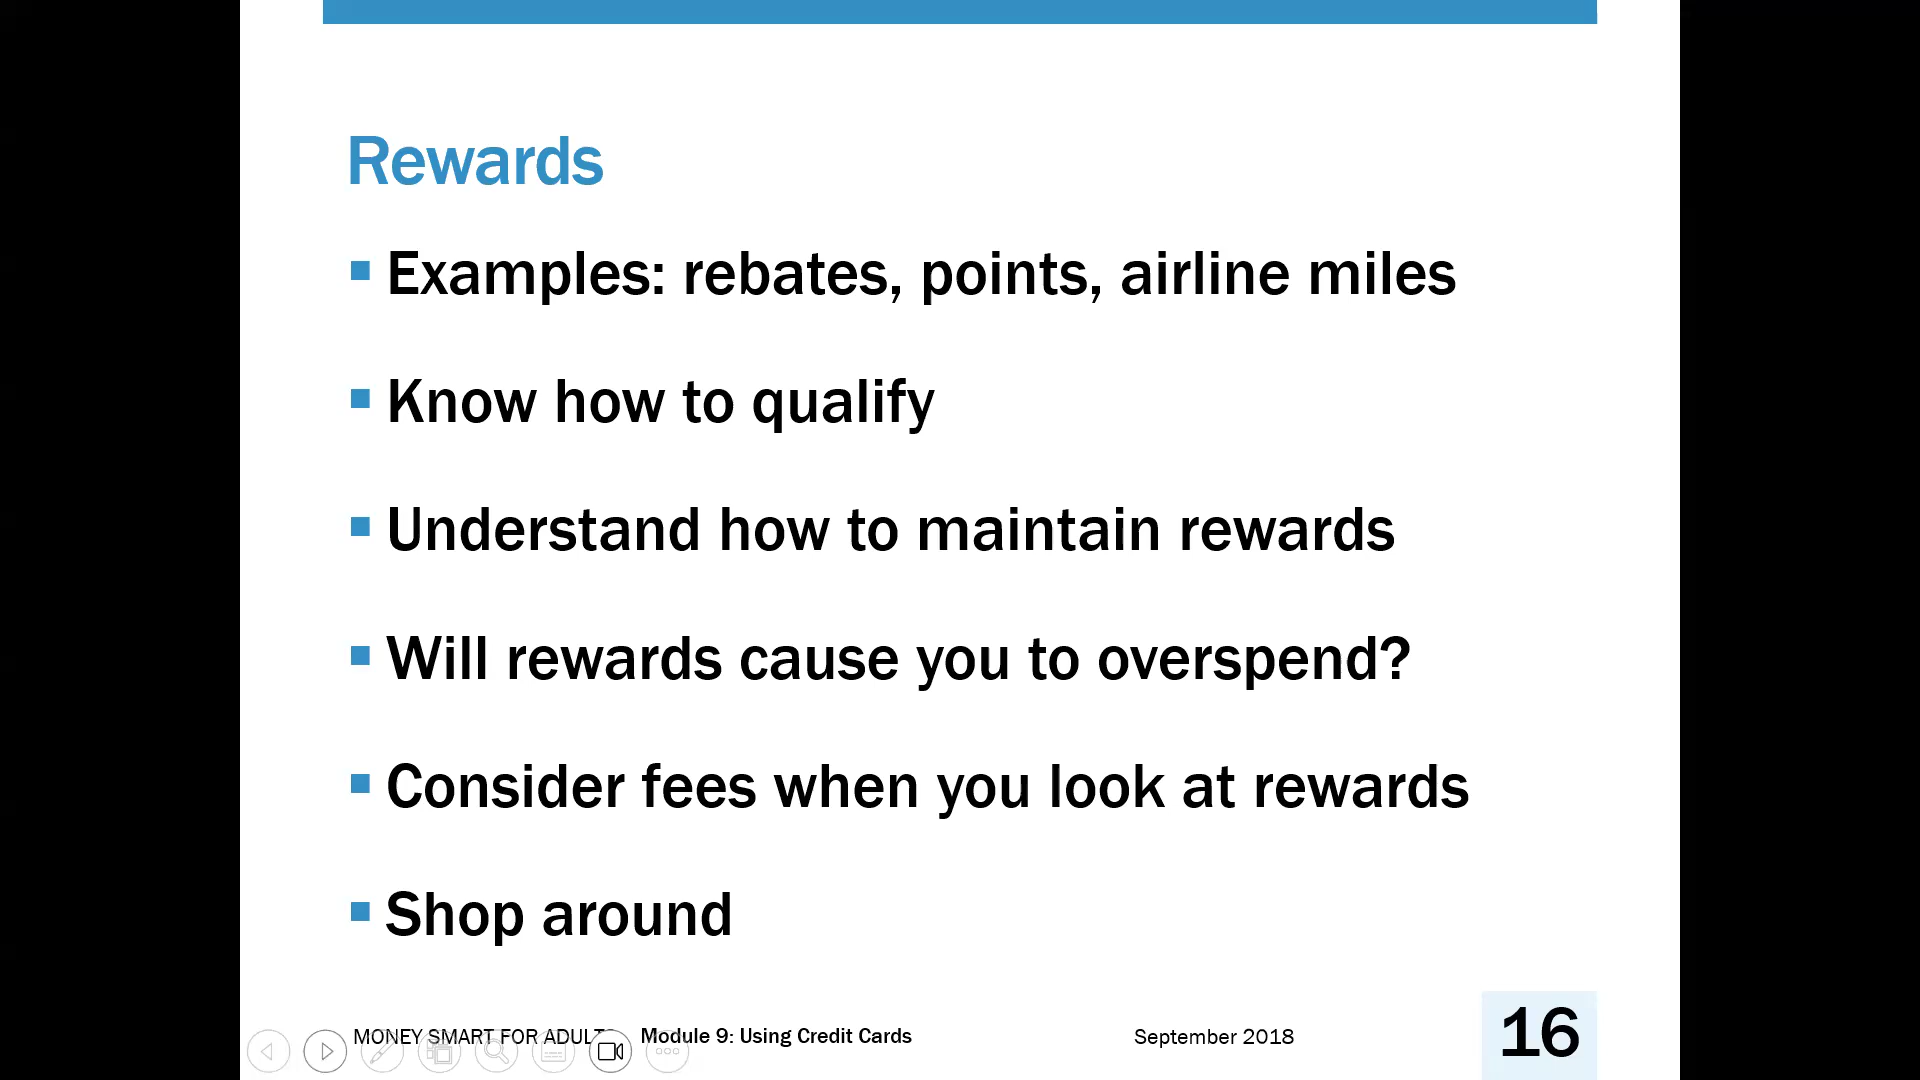 Rewards
Examples: rebates, points, airline miles
Know how to qualify
Understand how to maintain rewards
Will rewards cause you to overspend?
Consider fees when you look at rewards
Shop around
MONEY SMART FOR ADULTS Module 9: Using Credit Cards September 2018 16